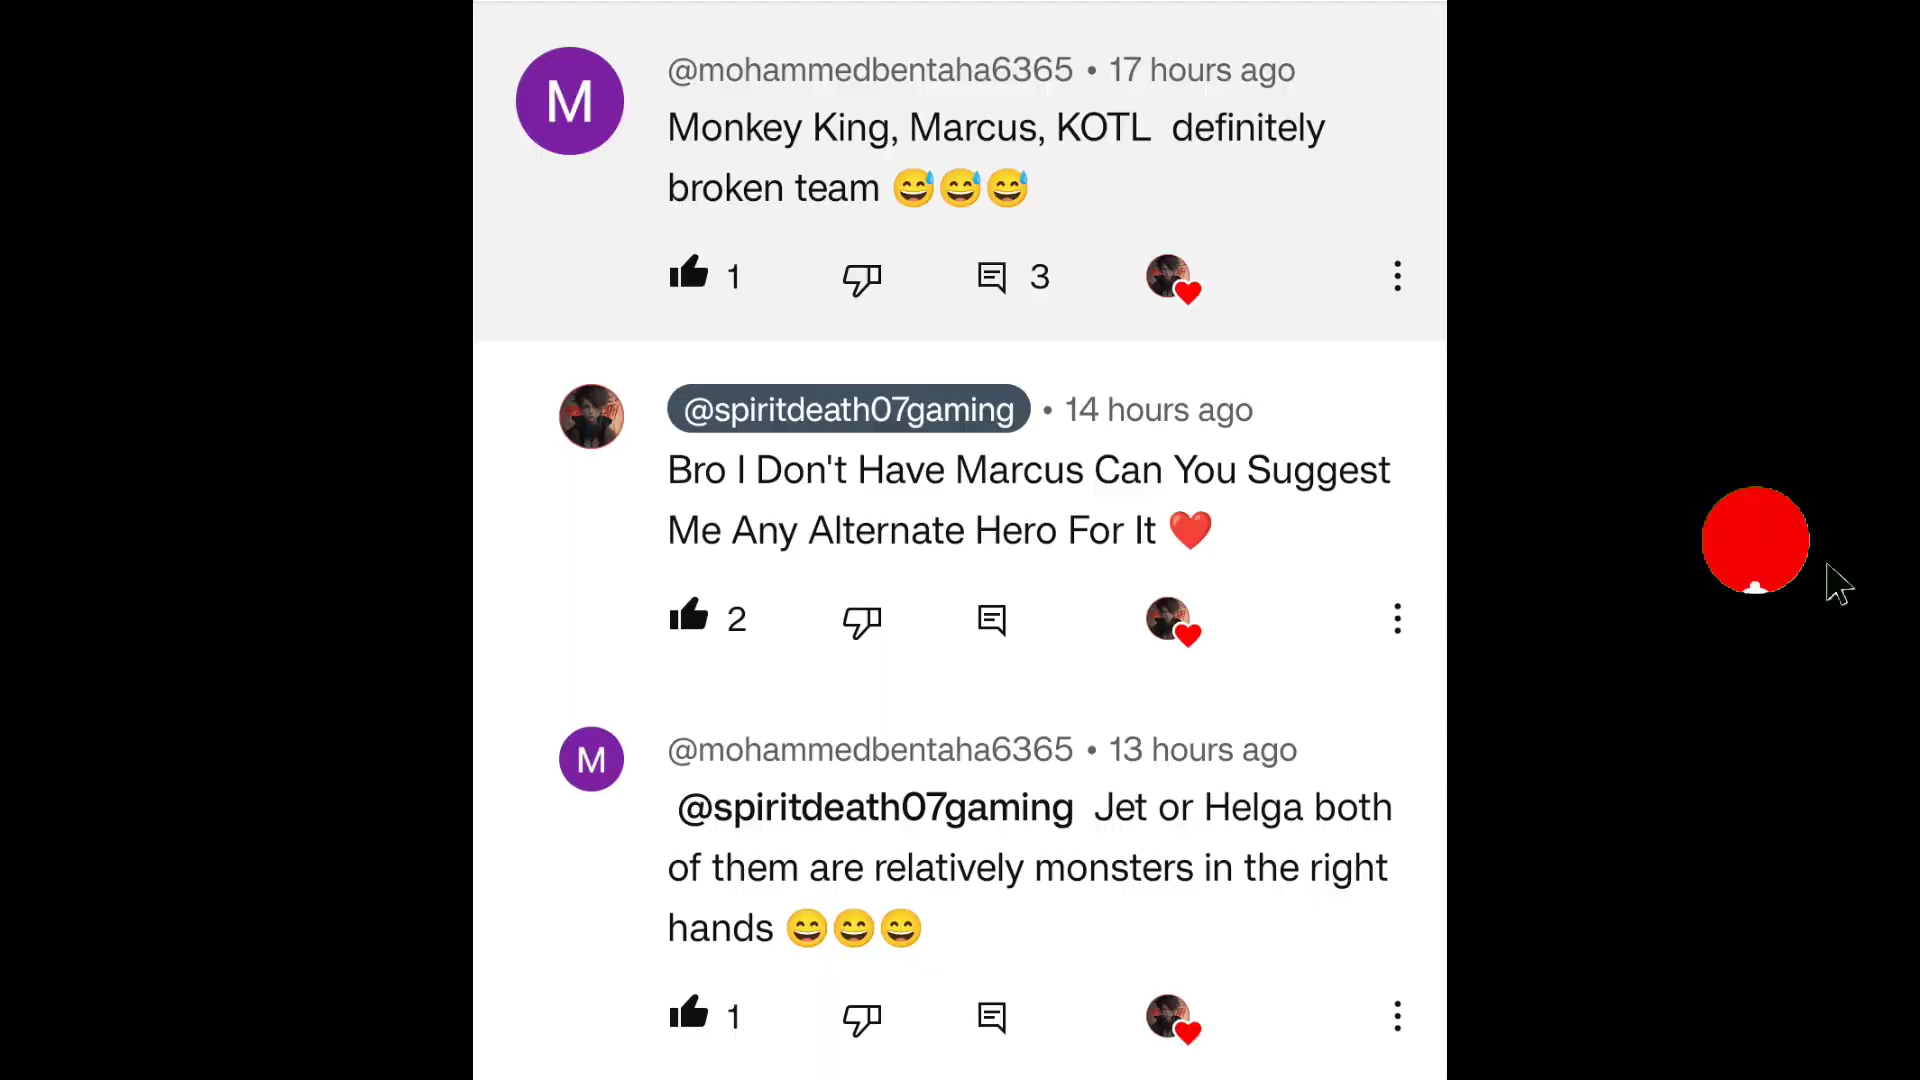 M
@mohammedbentaha6365 • 17 hours ago
Monkey King, Marcus, KOTL definitely
broken team 😅😅😅
1 3
@spiritdeath07gaming • 14 hours ago
Bro I Don't Have Marcus Can You Suggest
Me Any Alternate Hero For It ❤️
2
M
@mohammedbentaha6365 • 13 hours ago
@spiritdeath07gaming Jet or Helga both
of them are relatively monsters in the right
hands 😄😄😄
1